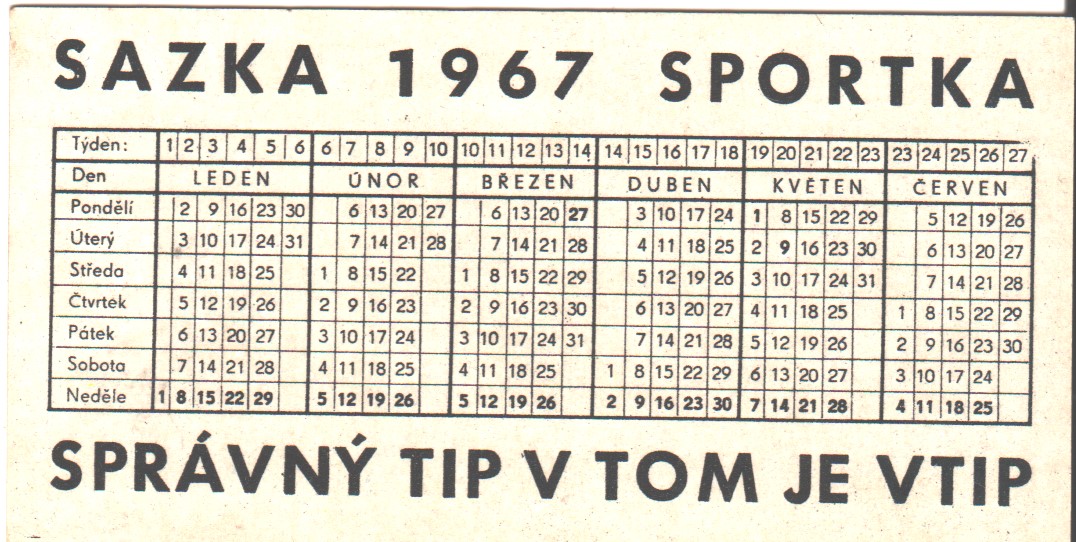 SAZKA 1967 SPORTKA
Týden: 1 2 3 4 5 6 6 7 8 9 10 10 11 12 13 14 14 15 16 17 18 19 20 21 22 23 23 24 25 26 27
Den LEDEN ÚNOR BŘEZEN DUBEN KVĚTEN ČERVEN
Pondělí 2 9 16 23 30 6 13 20 27 6 13 20 27 3 10 17 24 1 8 15 22 29 5 12 19 26
Úterý 3 10 17 24 31 7 14 21 28 7 14 21 28 4 11 18 25 2 9 16 23 30 6 13 20 27
Středa 4 11 18 25 1 8 15 22 1 8 15 22 29 5 12 19 26 3 10 17 24 31 7 14 21 28
Čtvrtek 5 12 19 26 2 9 16 23 2 9 16 23 30 6 13 20 27 4 11 18 25 1 8 15 22 29
Pátek 6 13 20 27 3 10 17 24 3 10 17 24 31 7 14 21 28 5 12 19 26 2 9 16 23 30
Sobota 7 14 21 28 4 11 18 25 4 11 18 25 1 8 15 22 29 6 13 20 27 3 10 17 24
Neděle 1 8 15 22 29 5 12 19 26 5 12 19 26 2 9 16 23 30 7 14 21 28 4 11 18 25
SPRÁVNÝ TIP V TOM JE VTIP